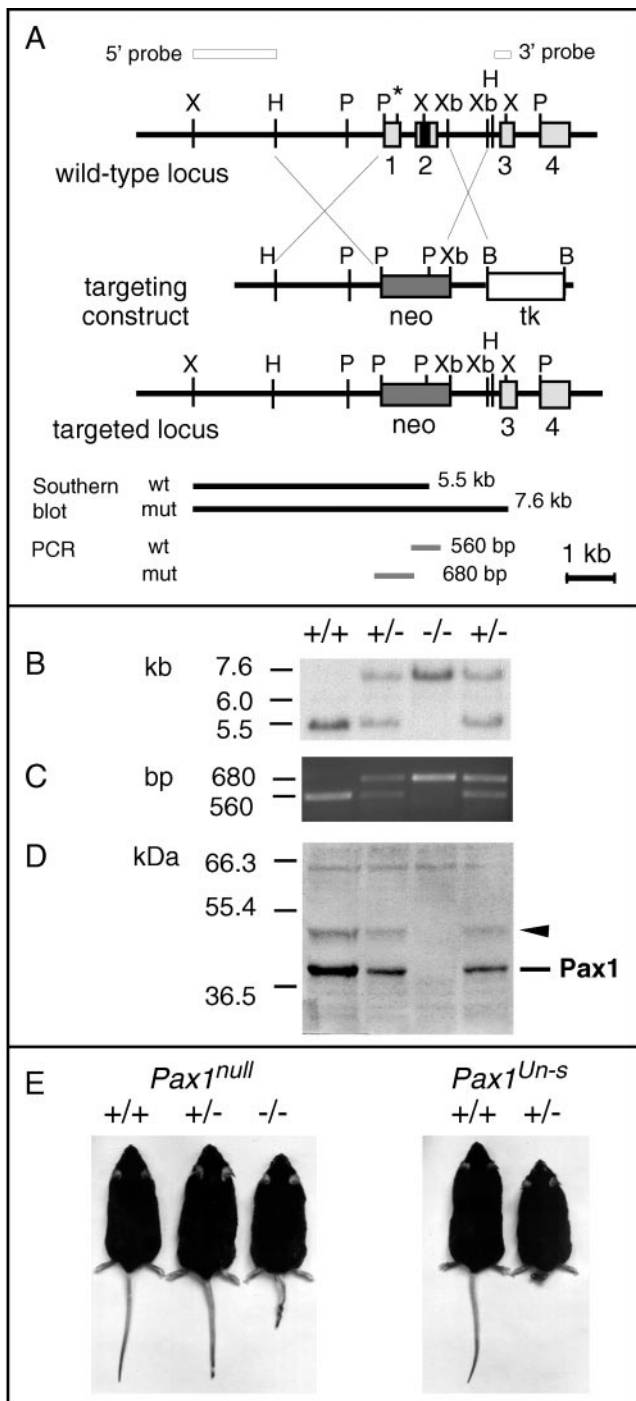 A
5' probe
3' probe
H
X H P P * X Xb Xb X P
1 2 3 4
wild-type locus
H P P P Xb B B
targeting
construct
neo tk
H
X H P P P Xb Xb X P
targeted locus
neo 3 4
Southern
blot
wt 5.5 kb
mut 7.6 kb
PCR
wt 560 bp
mut 680 bp
1 kb
+/+ +/- -/- +/-
B kb 7.6
6.0
5.5
C bp 680
560
D kDa 66.3
55.4
Pax1
36.5
E Pax1null Pax1Un-s
+/+ +/- -/- +/+ +/-